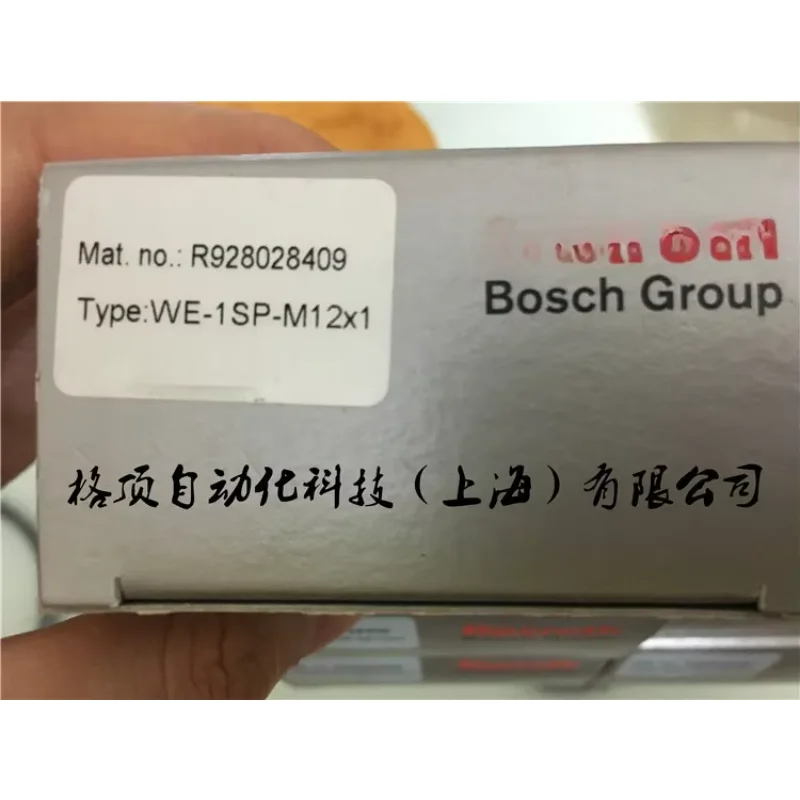 Mat. no.: R928028409
Type:WE-1SP-M12x1
Bosch Group
格顶自动化科技（上海）有限公司